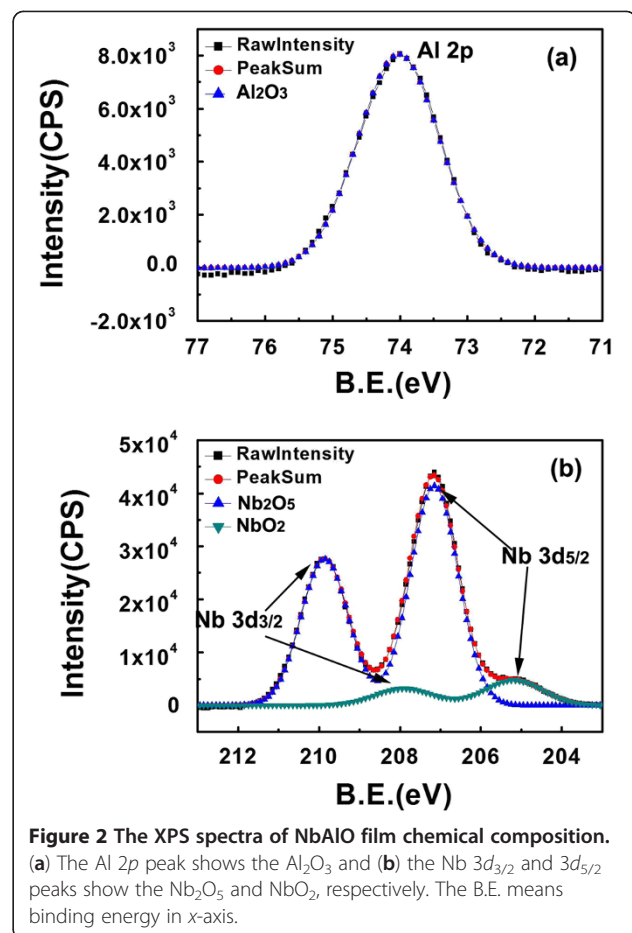 RawIntensity
PeakSum
Al₂O₃
Al 2p
(a)
8.0x10³
6.0x10³
4.0x10³
2.0x10³
0.0
-2.0x10³
Intensity(CPS)
77 76 75 74 73 72 71
B.E.(eV)
RawIntensity
PeakSum
Nb₂O₅
NbO₂
(b)
5x10⁴
4x10⁴
3x10⁴
2x10⁴
1x10⁴
0
Intensity(CPS)
Nb 3d5/2
Nb 3d3/2
212 210 208 206 204
B.E.(eV)
Figure 2 The XPS spectra of NbAlO film chemical composition.
(a) The Al 2p peak shows the Al₂O₃ and (b) the Nb 3d₃/₂ and 3d₅/₂
peaks show the Nb₂O₅ and NbO₂, respectively. The B.E. means
binding energy in x-axis.